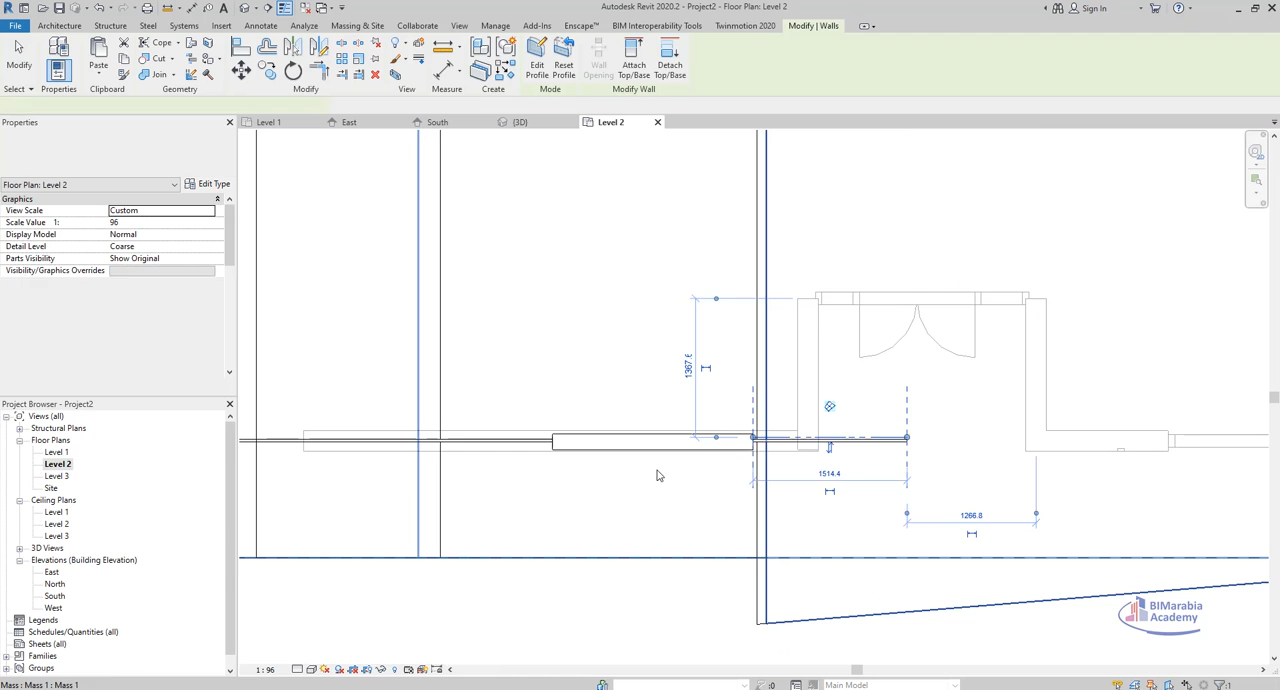 Autodesk Revit 2020.2 - Project2 - Floor Plan: Level 2
Sign In
File Architecture Structure Steel Systems Insert Annotate Analyze Massing & Site Collaborate View Manage Add-Ins Enscape™ BIM Interoperability Tools Twinmotion 2020 Modify | Walls
Modify
Paste
Cope
Cut
Join
Edit Profile
Reset Profile
Wall Opening
Attach Top/Base
Detach Top/Base
Select Properties Clipboard Geometry Modify View Measure Create Mode Modify Wall
Properties
Level 1
East
South
{3D}
Level 2
Floor Plan: Level 2
Edit Type
Graphics
View Scale Custom
Scale Value 1: 96
Display Model Normal
Detail Level Coarse
Parts Visibility Show Original
Visibility/Graphics Overrides
Project Browser - Project2
Views (all)
Structural Plans
Floor Plans
Level 1
Level 2
Level 3
Site
Ceiling Plans
Level 1
Level 2
Level 3
3D Views
Elevations (Building Elevation)
East
North
South
West
Legends
Schedules/Quantities (all)
Sheets (all)
Families
Groups
1367.6
1514.4
1266.8
BIMarabia
Academy
1 : 96
Mass : Mass 1 : Mass 1
:0
Main Model
:1